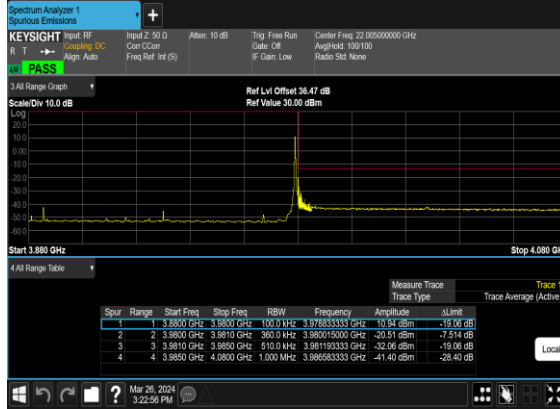 Spectrum Analyzer 1
Spurious Emissions
+
KEYSIGHT Input: RF Input Z: 50 Ω Atten: 10 dB Trig: Free Run Center Freq: 22.005000000 GHz
R T Coupling: DC Corr CCorr Gate: Off Avg|Hold: 100/100
Align: Auto Freq Ref: Int (S) IF Gain: Low Radio Std: None
PASS
3 All Range Graph
Ref Lvl Offset 36.47 dB
Scale/Div 10.0 dB Ref Value 30.00 dBm
Log
20.0
10.0
0.00
-10.0
-20.0
-30.0
-40.0
-50.0
-60.0
Start 3.880 GHz Stop 4.080 GH
4 All Range Table
Measure Trace Trace 1
Trace Type Trace Average (Active
Spur Range Start Freq Stop Freq RBW Frequency Amplitude ΔLimit
1 1 3.8800 GHz 3.9800 GHz 100.0 kHz 3.978833333 GHz 10.94 dBm -19.06 dB
2 2 3.9800 GHz 3.9810 GHz 360.0 kHz 3.980015000 GHz -20.51 dBm -7.514 dB
3 3 3.9810 GHz 3.9850 GHz 510.0 kHz 3.981193333 GHz -32.06 dBm -19.06 dB
4 4 3.9850 GHz 4.0800 GHz 1.000 MHz 3.986583333 GHz -41.40 dBm -28.40 dB
Local
?
Mar 26, 2024
3:22:56 PM